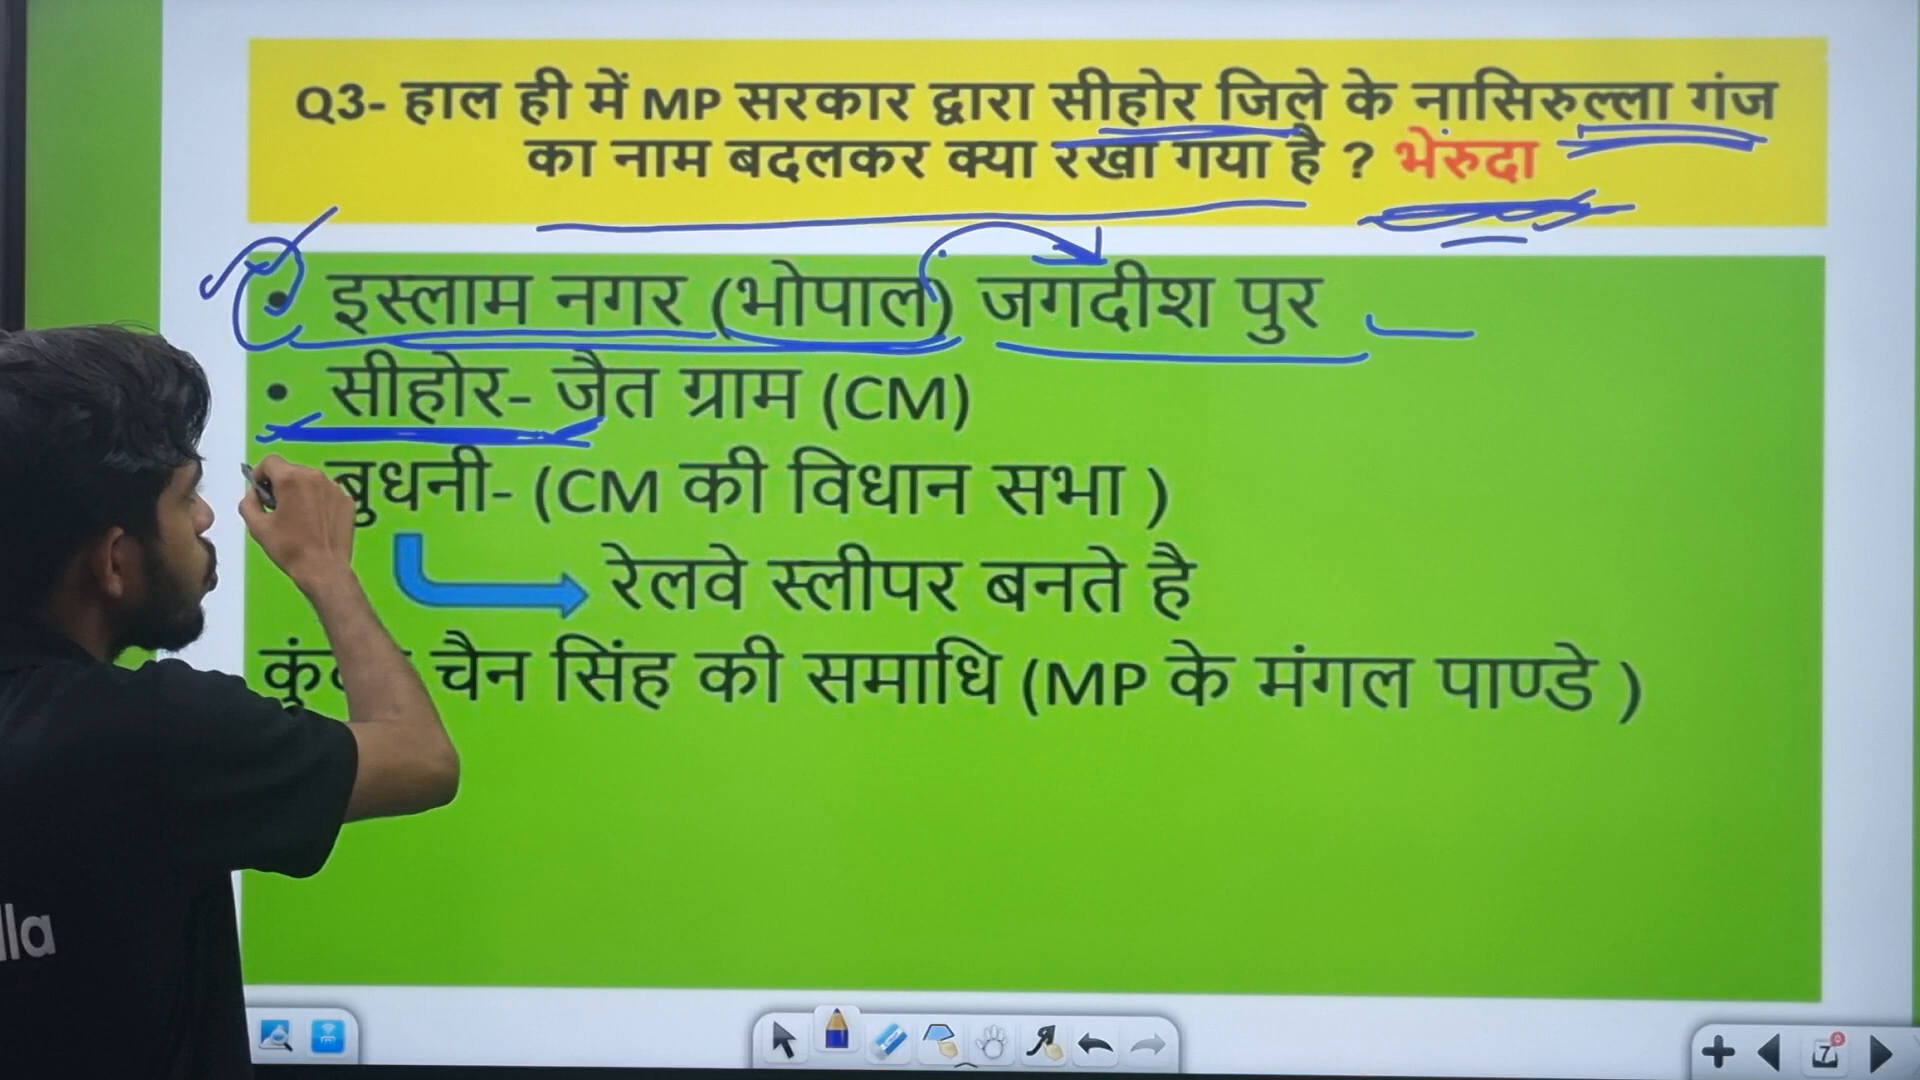 Q3- हाल ही में MP सरकार द्वारा सीहोर जिले के नासिरुल्ला गंज
का नाम बदलकर क्या रखा गया है ? भेरुंदा
• इस्लाम नगर (भोपाल) जगदीश पुर
• सीहोर- जैत ग्राम (CM)
बुधनी- (CM की विधान सभा )
रेलवे स्लीपर बनते है
चैन सिंह की समाधि (MP के मंगल पाण्डे )
lla
7